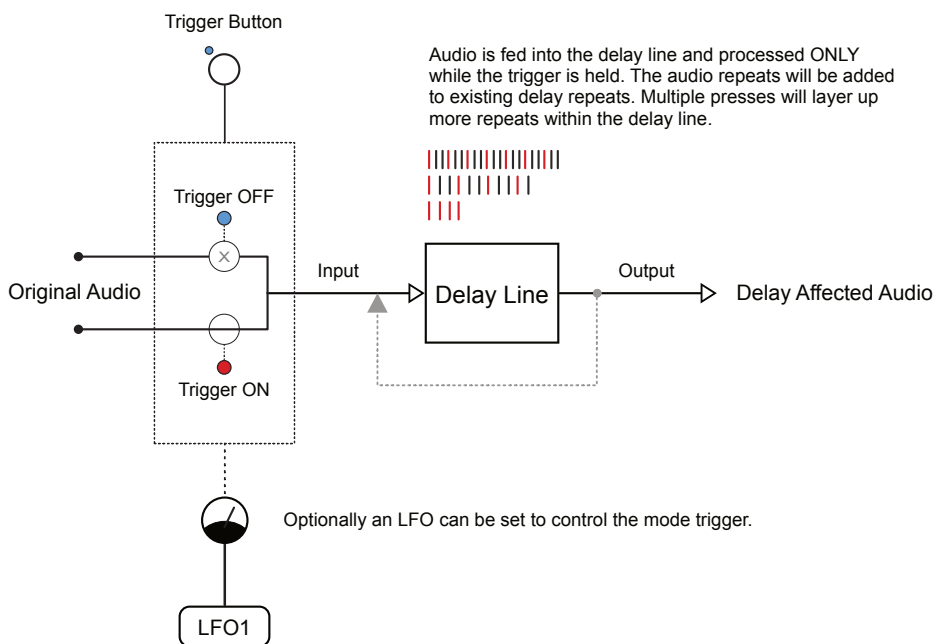 Trigger Button
Audio is fed into the delay line and processed ONLY
while the trigger is held. The audio repeats will be added
to existing delay repeats. Multiple presses will layer up
more repeats within the delay line.
Trigger OFF
X
Original Audio
Input
Delay Line
Output
Delay Affected Audio
Trigger ON
Optionally an LFO can be set to control the mode trigger.
LFO1